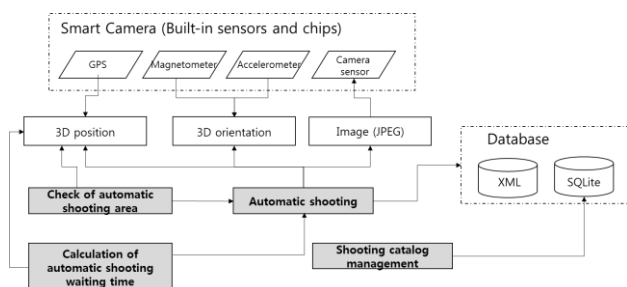 Smart Camera (Built-in sensors and chips)
GPS
Magnetometer
Accelerometer
Camera
sensor
3D position
3D orientation
Image (JPEG)
Database
XML
SQLite
Check of automatic
shooting area
Automatic shooting
Calculation of
automatic shooting
waiting time
Shooting catalog
management